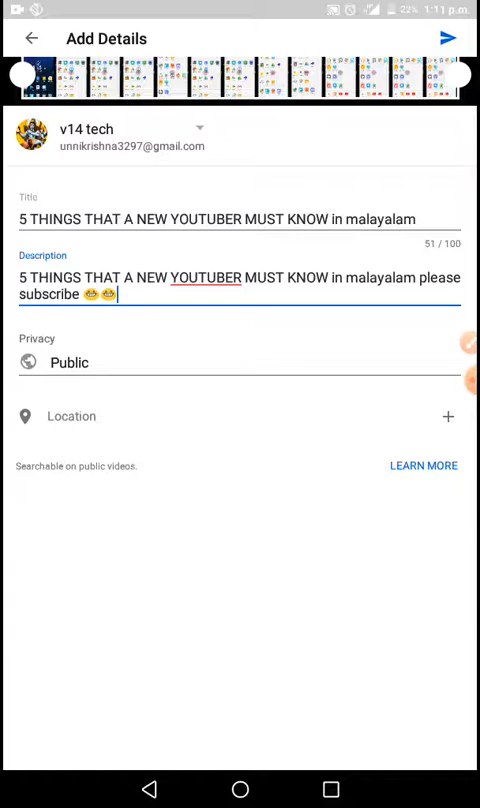 22% 1:11 p.m.
Add Details
v14 tech
unnikrishna3297@gmail.com
Title
5 THINGS THAT A NEW YOUTUBER MUST KNOW in malayalam
51 / 100
Description
5 THINGS THAT A NEW YOUTUBER MUST KNOW in malayalam please
subscribe 😂😂
Privacy
Public
Location
Searchable on public videos. LEARN MORE